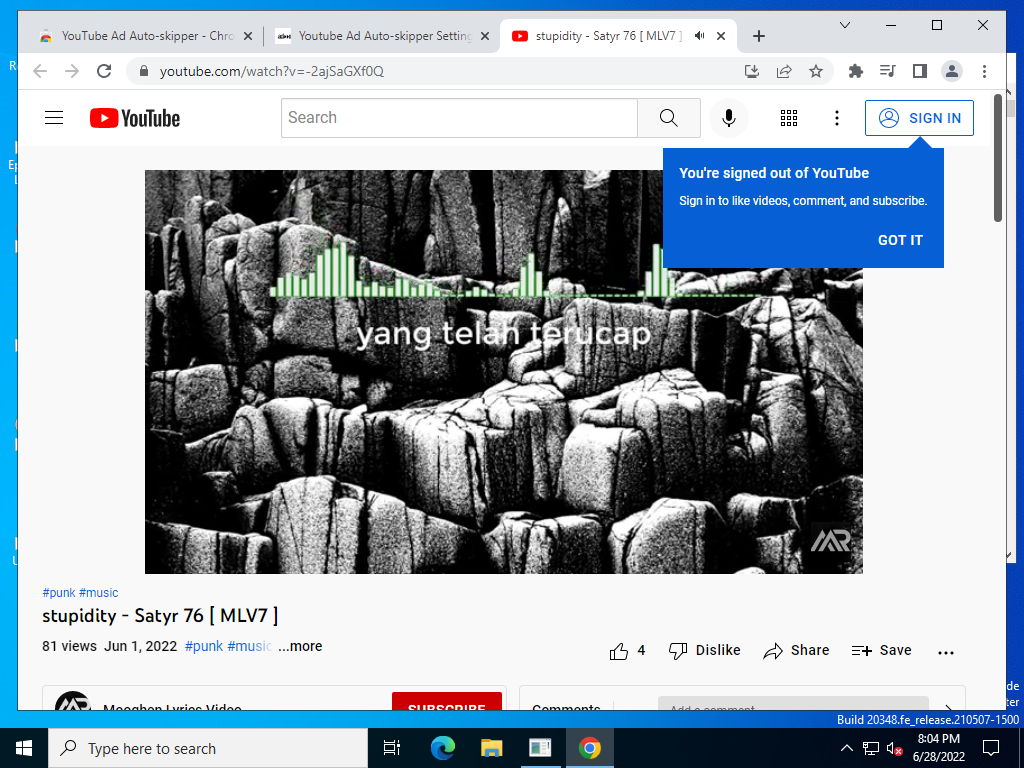 YouTube Ad Auto-skipper - Chro
Youtube Ad Auto-skipper Setting
stupidity - Satyr 76 [ MLV7 ]
youtube.com/watch?v=-2ajSaGXf0Q
YouTube
Search
SIGN IN
You're signed out of YouTube
Sign in to like videos, comment, and subscribe.
GOT IT
yang telah terucap
#punk #music
stupidity - Satyr 76 [ MLV7 ]
81 views Jun 1, 2022 #punk #music ...more
4
Dislike
Share
Save
Mooghen Lyrics Video
SUBSCRIBE
Comments
Add a comment...
Build 20348.fe_release.210507-1500
Type here to search
8:04 PM
6/28/2022